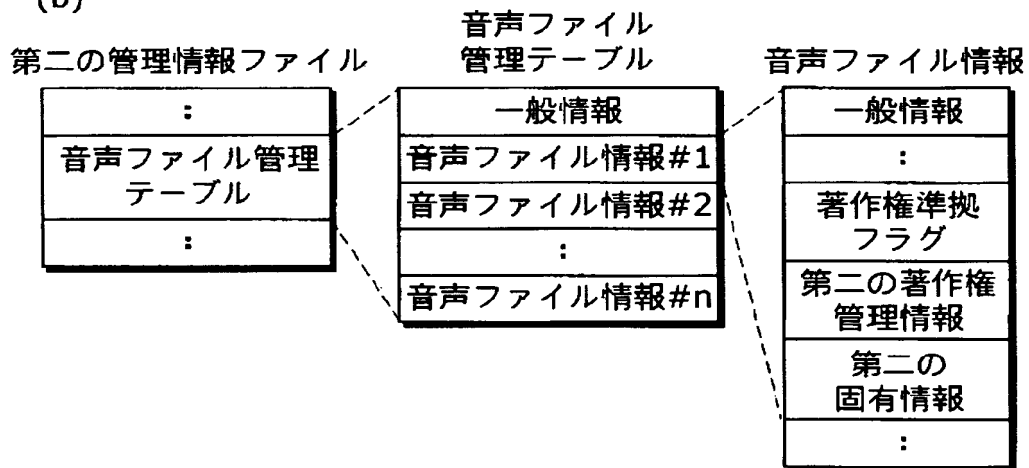 (b)
第二の管理情報ファイル
:
音声ファイル管理
テーブル
:
音声ファイル
管理テーブル
一般情報
音声ファイル情報#1
音声ファイル情報#2
:
音声ファイル情報#n
音声ファイル情報
一般情報
:
著作権準拠
フラグ
第二の著作権
管理情報
第二の
固有情報
: